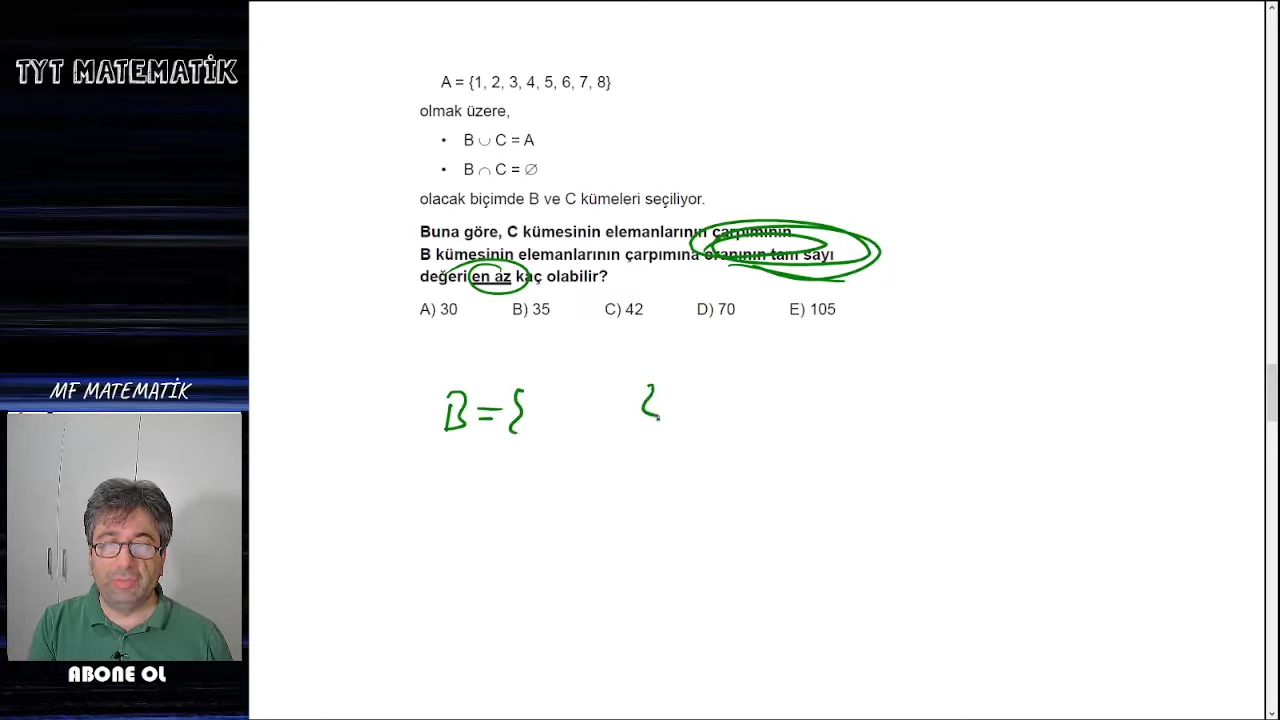 TYT MATEMATİK
A = {1, 2, 3, 4, 5, 6, 7, 8}
olmak üzere,
• B ∪ C = A
• B ∩ C = ∅
olacak biçimde B ve C kümeleri seçiliyor.
Buna göre, C kümesinin elemanlarının çarpımının
B kümesinin elemanlarının çarpımına oranının tam sayı
değeri en az kaç olabilir?
A) 30 B) 35 C) 42 D) 70 E) 105
MF MATEMATİK
B = {
ABONE OL